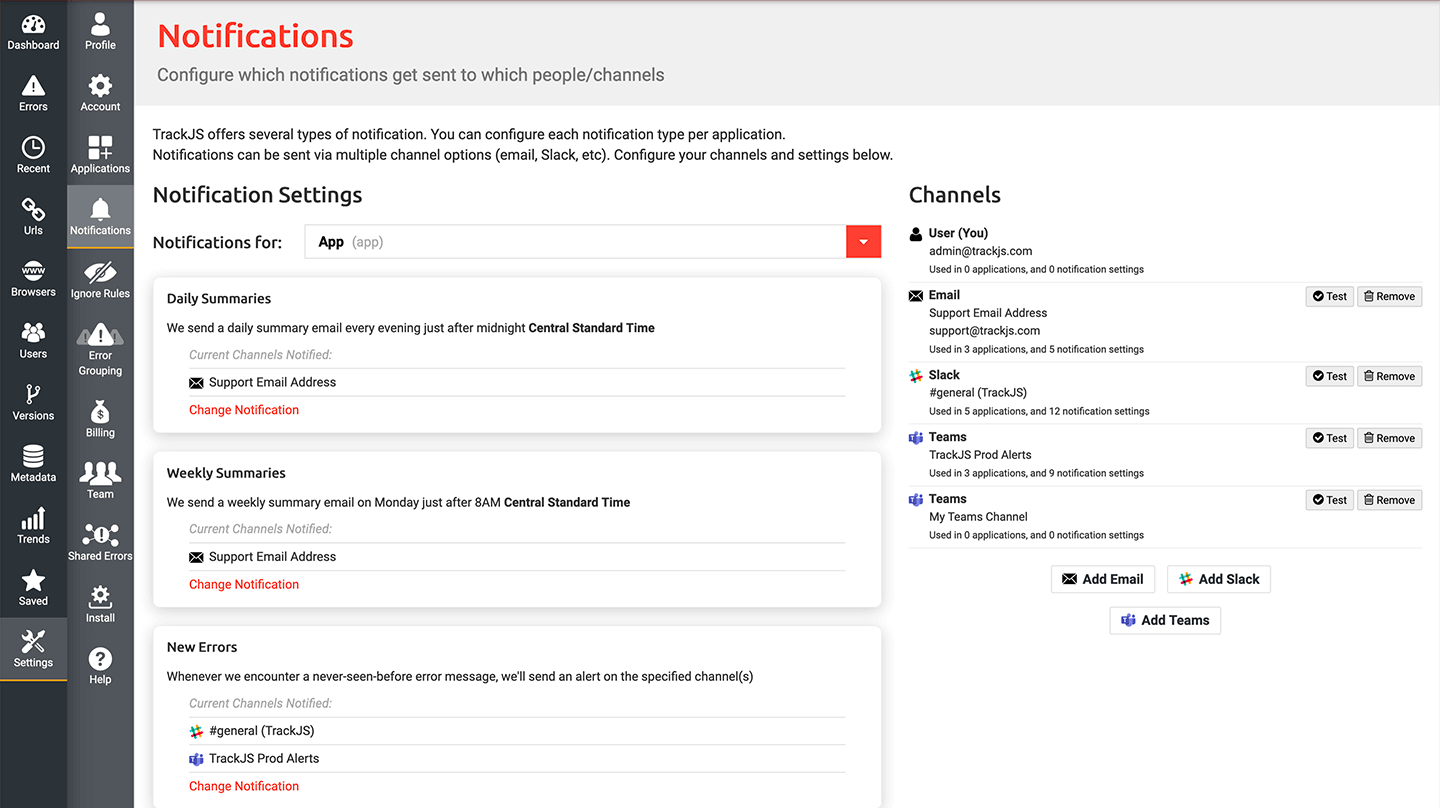 Dashboard
Errors
Recent
Urls
WWW
Browsers
Users
Versions
Metadata
Trends
Saved
Settings
Profile
Account
Applications
Notifications
Ignore Rules
Error
Grouping
$
Billing
Team
Shared Errors
Install
?
Help
Notifications
Configure which notifications get sent to which people/channels
TrackJS offers several types of notification. You can configure each notification type per application.
Notifications can be sent via multiple channel options (email, Slack, etc). Configure your channels and settings below.
Notification Settings
Notifications for:
App (app)
Daily Summaries
We send a daily summary email every evening just after midnight Central Standard Time
Current Channels Notified:
Support Email Address
Change Notification
Weekly Summaries
We send a weekly summary email on Monday just after 8AM Central Standard Time
Current Channels Notified:
Support Email Address
Change Notification
New Errors
Whenever we encounter a never-seen-before error message, we'll send an alert on the specified channel(s)
Current Channels Notified:
#general (TrackJS)
TrackJS Prod Alerts
Change Notification
Channels
User (You)
admin@trackjs.com
Used in 0 applications, and 0 notification settings
Email
Test Remove
Support Email Address
support@trackjs.com
Used in 3 applications, and 5 notification settings
Slack
Test Remove
#general (TrackJS)
Used in 5 applications, and 12 notification settings
Teams
Test Remove
TrackJS Prod Alerts
Used in 3 applications, and 9 notification settings
Teams
Test Remove
My Teams Channel
Used in 0 applications, and 0 notification settings
Add Email
Add Slack
Add Teams